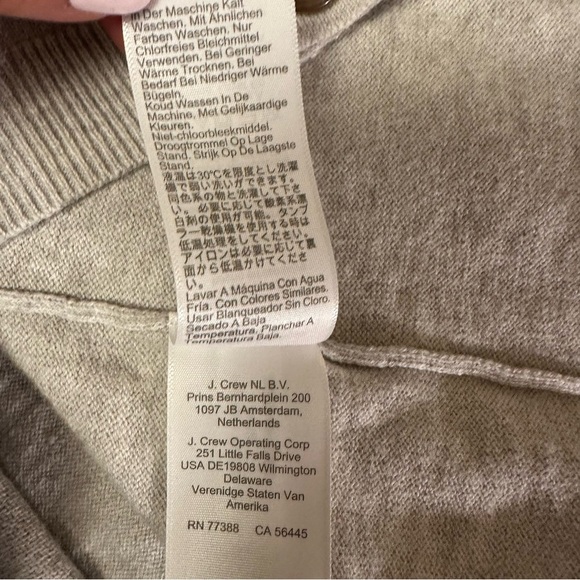 In Der Maschine Kalt
Waschen. Mit Ähnlichen
Farben Waschen. Nur
Chlorfreies Bleichmittel
Verwenden. Bei Geringer
Wärme Trocknen. Bei
Bedarf Bei Niedriger Wärme
Bügeln.
Koud Wassen In De
Machine. Met Gelijkaardige
Kleuren.
Niet-chloorbleekmiddel.
Droogtrommel Op Lage
Stand. Strijk Op De Laagste
Stand.
液温は30℃を限度とし洗濯
機で弱い洗いができます。
同色系の物と洗濯して下さ
い。必要に応じて酸素系漂
白剤の使用が可能。タンブ
ラー乾燥機を使用する時は
低温処理をしてください。
アイロンは必要に応じて裏
面から低温かけてくださ
い。
Lavar A Máquina Con Agua
Fría. Con Colores Similares.
Usar Blanqueador Sin Cloro.
Secado A Baja
Temperatura. Planchar A
Temperatura Baja.
J. Crew NL B.V.
Prins Bernhardplein 200
1097 JB Amsterdam,
Netherlands
J. Crew Operating Corp
251 Little Falls Drive
USA DE19808 Wilmington
Delaware
Verenidge Staten Van
Amerika
RN 77388 CA 56445